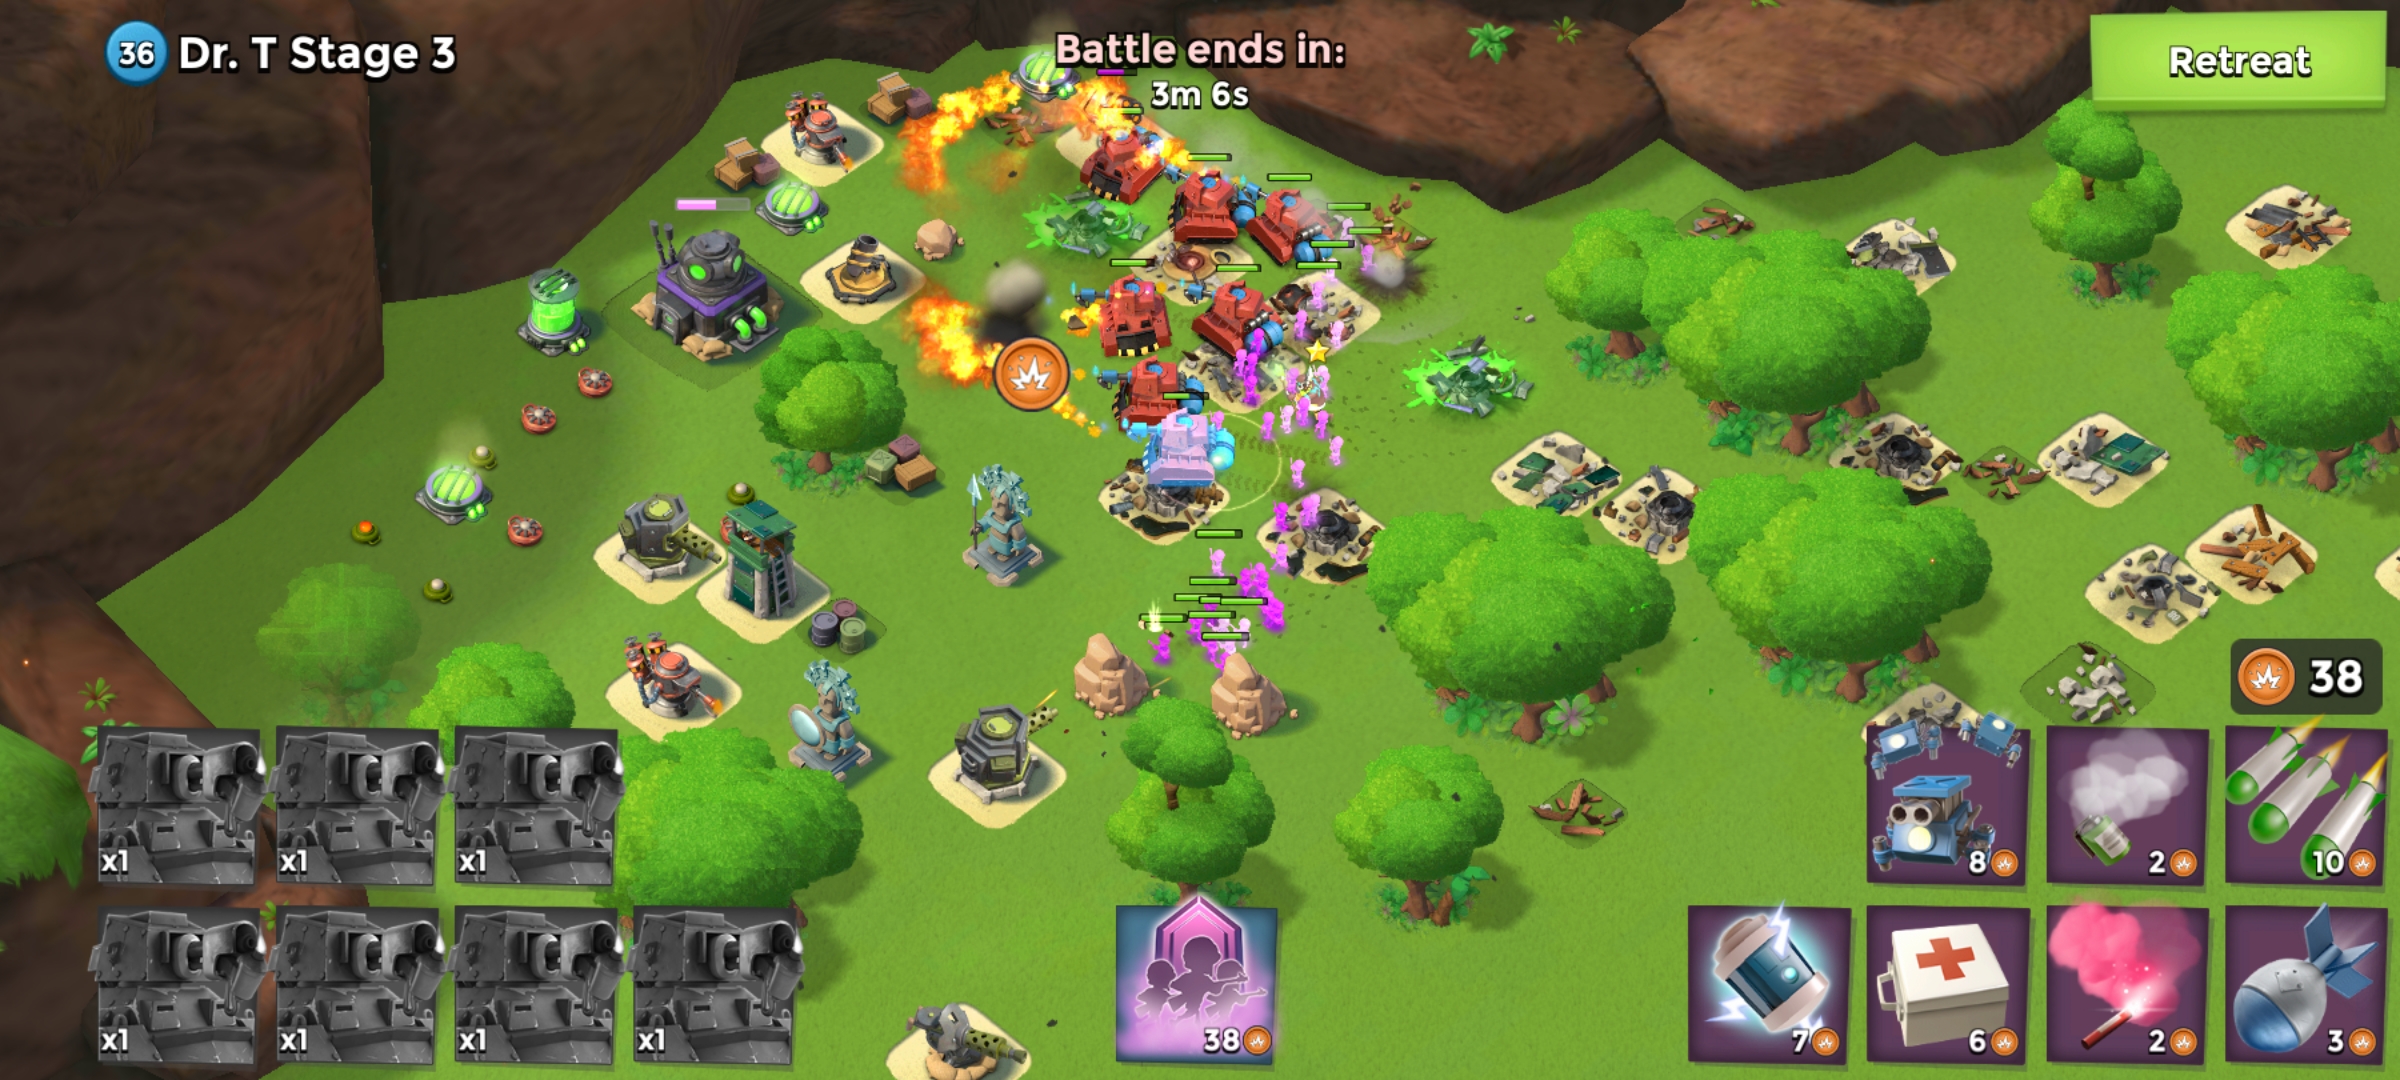 36 Dr. T Stage 3
Battle ends in:
3m 6s
Retreat
38
x1 x1 x1
8 2 10
x1 x1 x1 x1
38
7 6 2 3